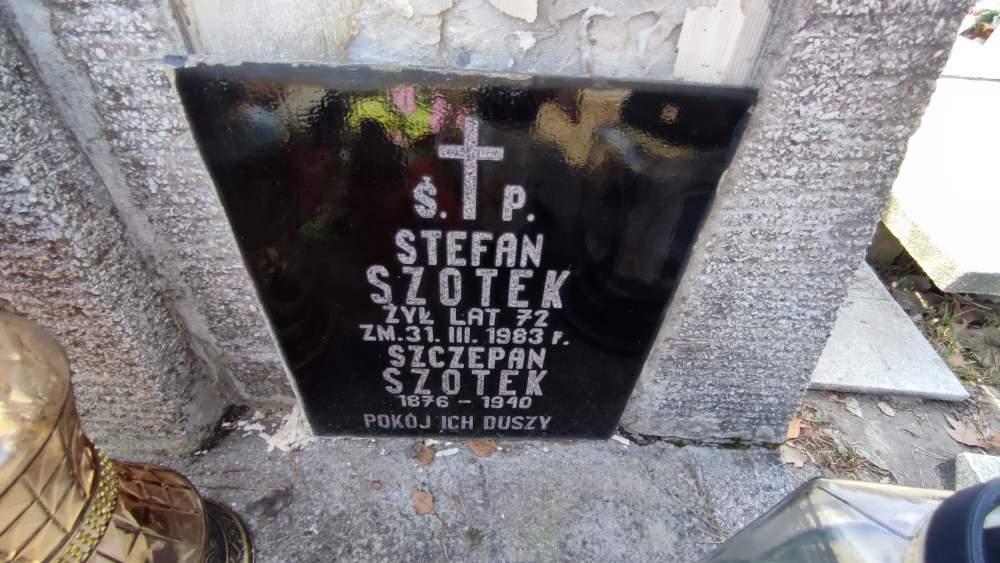 Ś. P.
STEFAN
SZOTEK
ŻYŁ LAT 72
ZM. 31. III. 1983 r.
SZCZEPAN
SZOTEK
1876 - 1940
POKÓJ ICH DUSZY